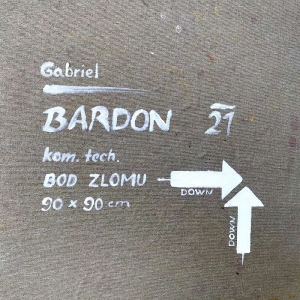 Gabriel
BARDON 21
kom. tech.
BOD ZLOMU
DOWN
90 x 90 cm
DOWN